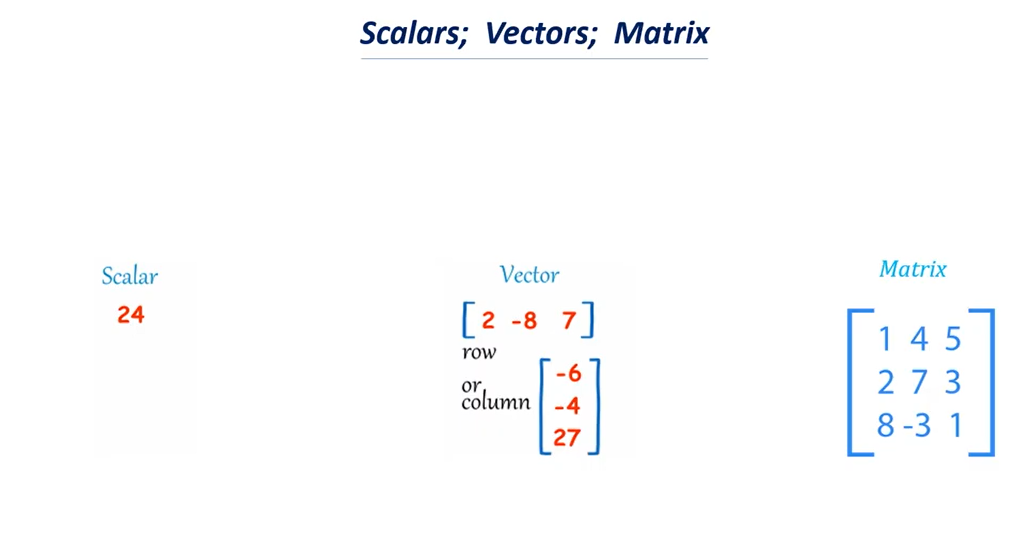 Scalars; Vectors; Matrix
Scalar
24
Vector
[ 2 -8 7 ]
row
or
column
-6
-4
27
Matrix
1 4 5
2 7 3
8 -3 1